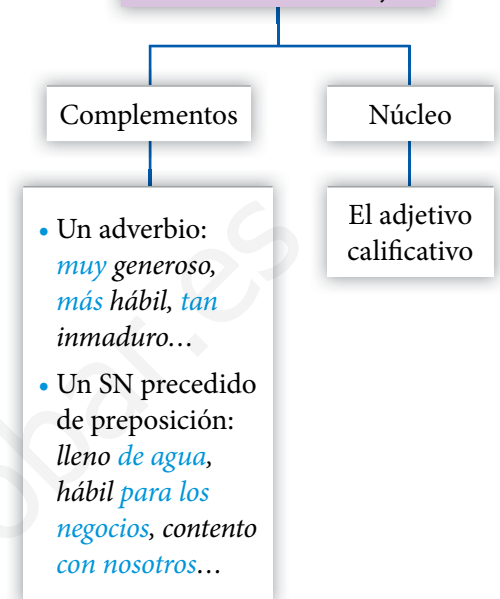 Complementos
Núcleo
• Un adverbio:
muy generoso,
más hábil, tan
inmaduro…
• Un SN precedido
de preposición:
lleno de agua,
hábil para los
negocios, contento
con nosotros…
El adjetivo
calificativo